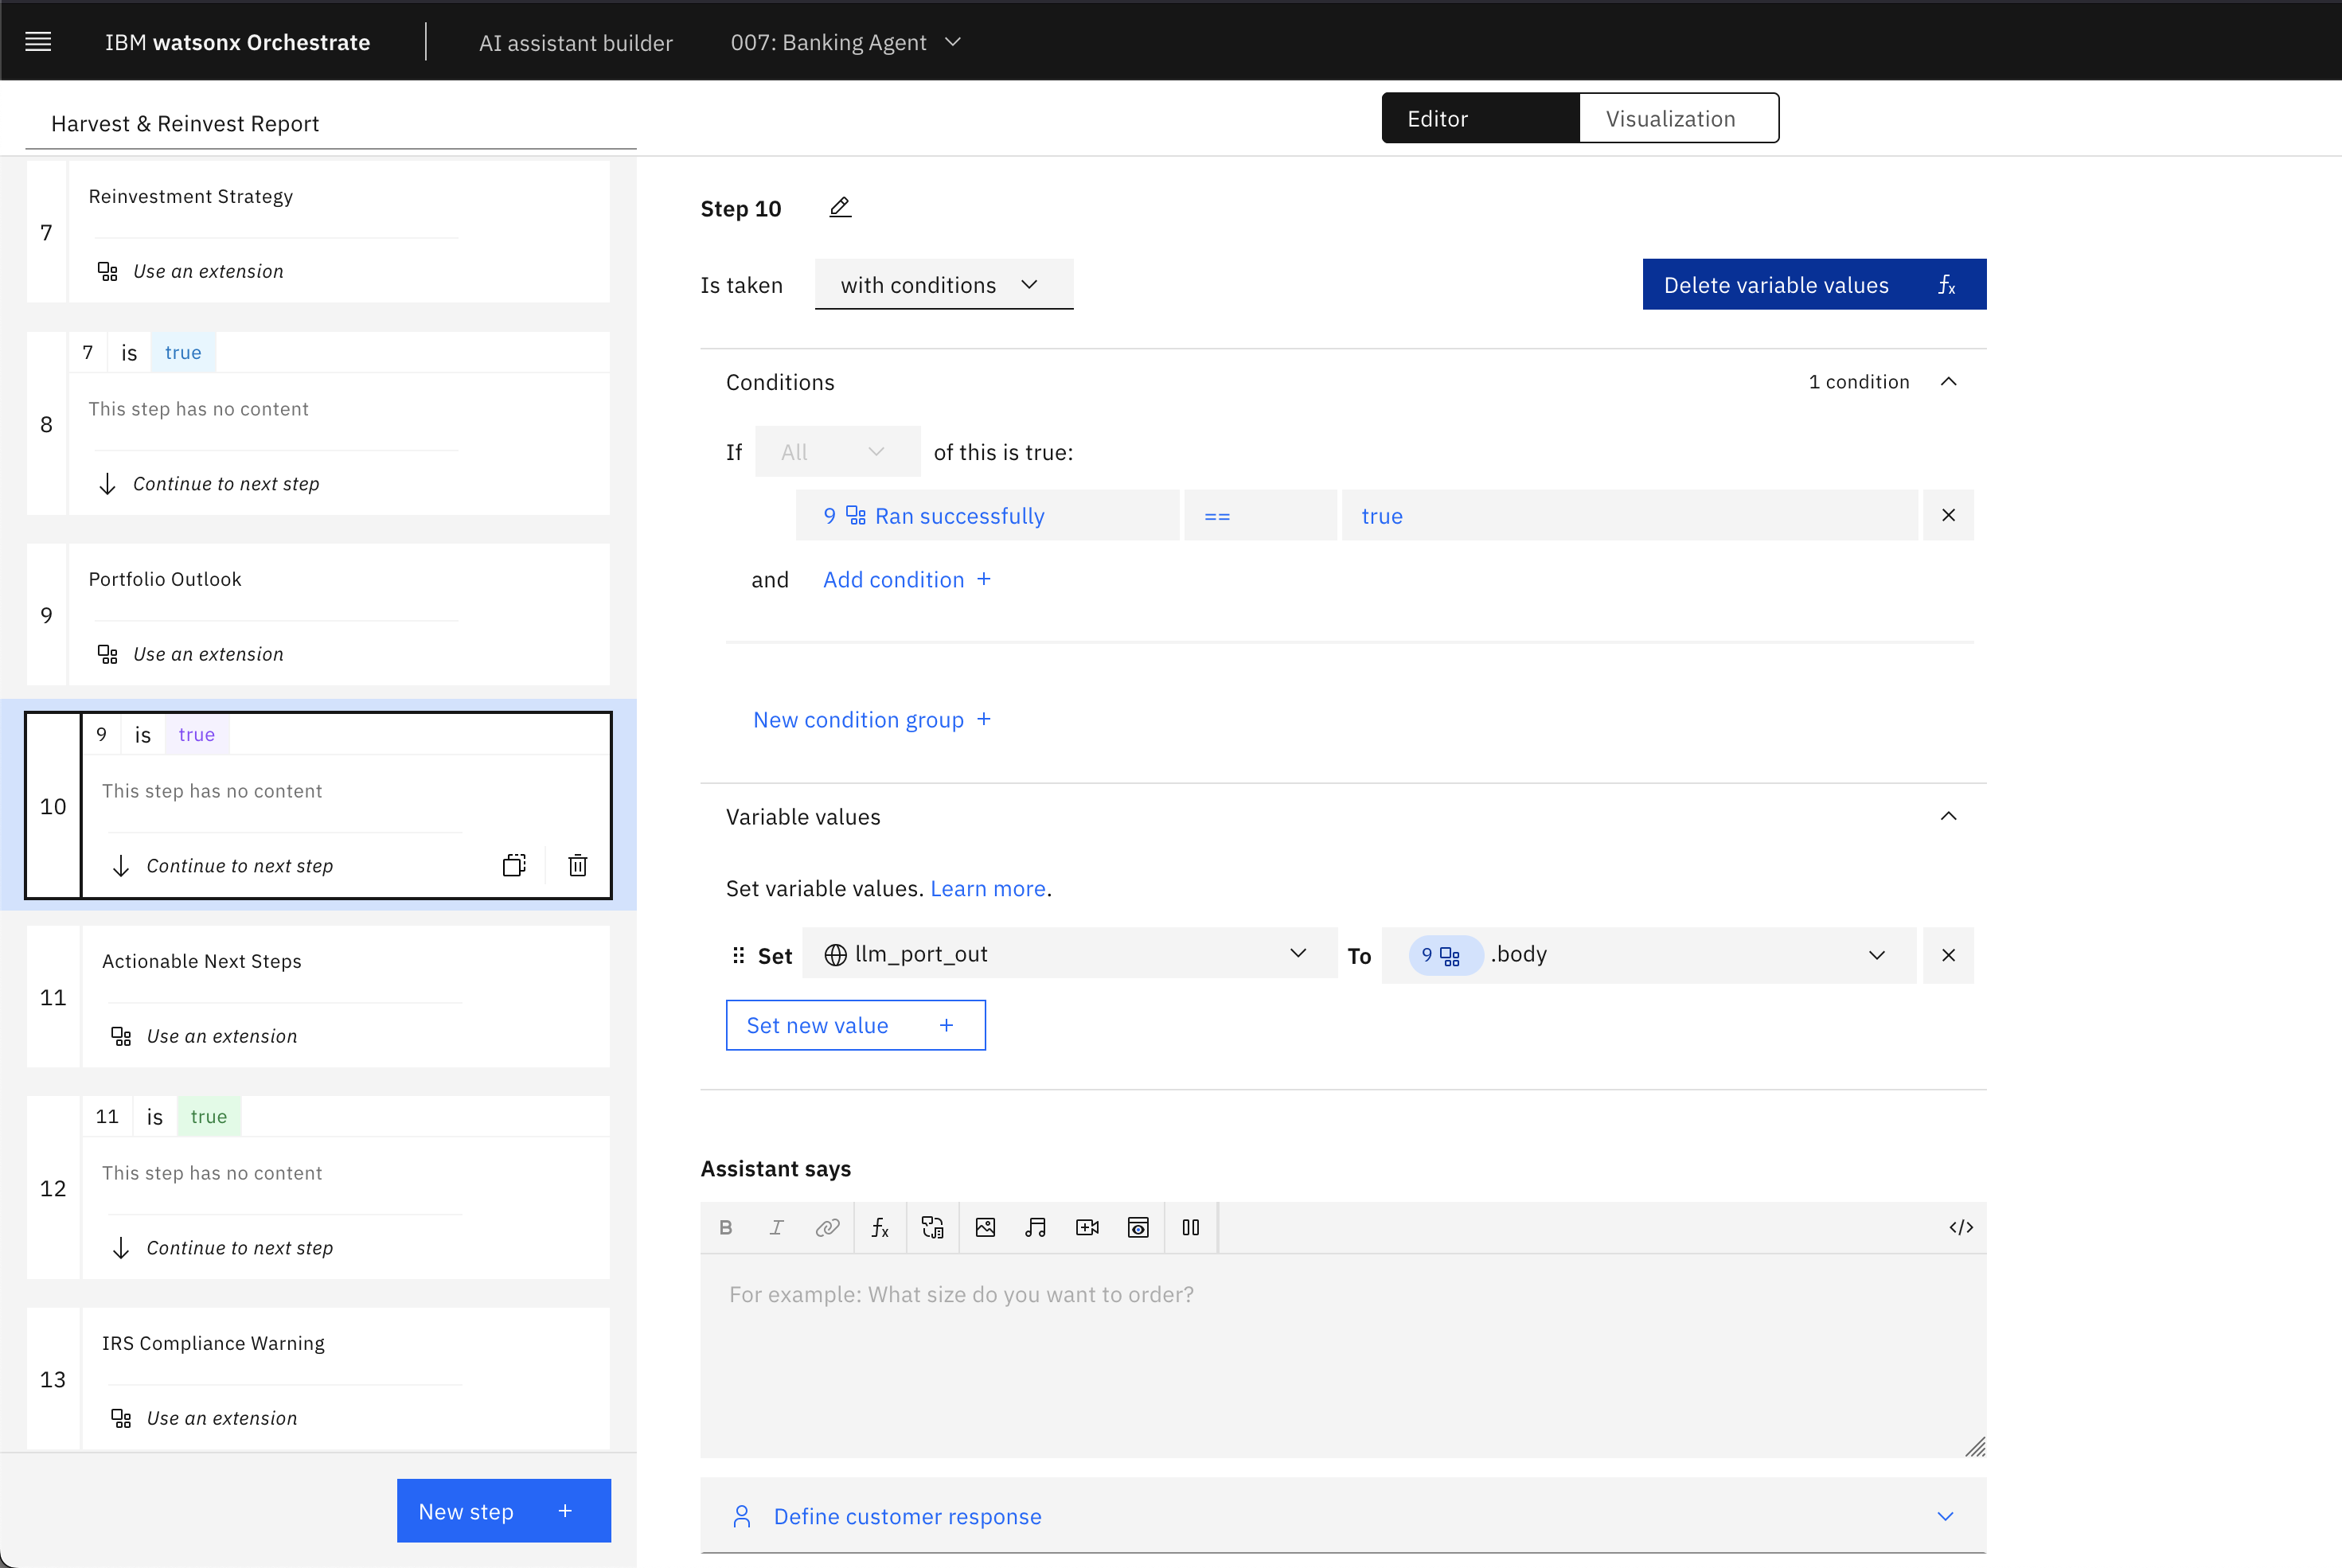 IBM watsonx Orchestrate
AI assistant builder
007: Banking Agent
Harvest & Reinvest Report
Editor
Visualization
7
Reinvestment Strategy
Use an extension
8
7 is true
This step has no content
Continue to next step
9
Portfolio Outlook
Use an extension
10
9 is true
This step has no content
Continue to next step
11
Actionable Next Steps
Use an extension
12
11 is true
This step has no content
Continue to next step
13
IRS Compliance Warning
Use an extension
New step +
Step 10
Is taken with conditions
Delete variable values fx
Conditions
1 condition
If All of this is true:
9 Ran successfully == true
and Add condition +
New condition group +
Variable values
Set variable values. Learn more.
Set llm_port_out To 9 .body
Set new value +
Assistant says
B I fx </>
For example: What size do you want to order?
Define customer response